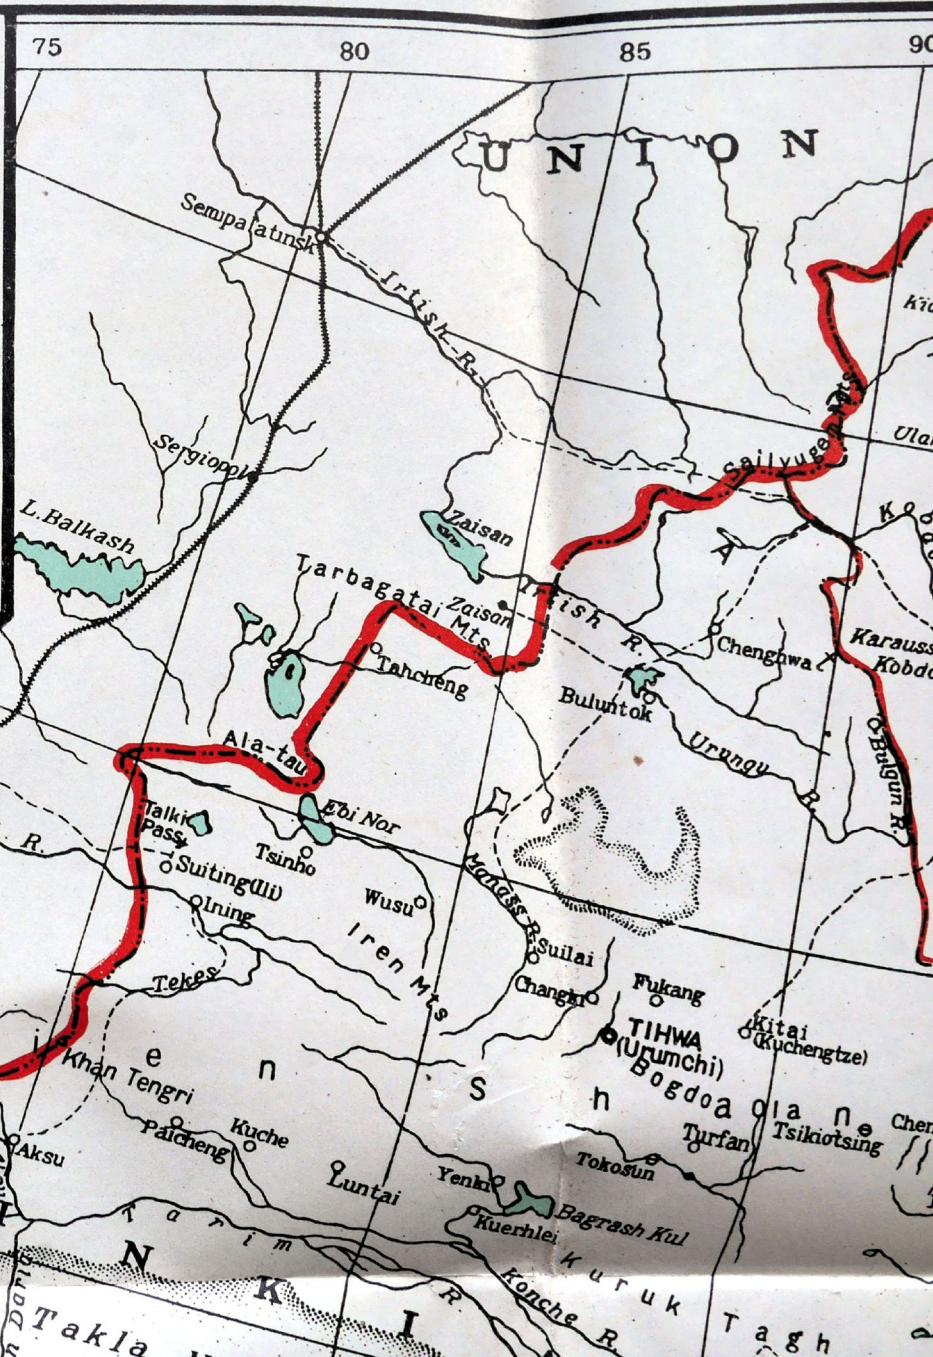 75
80
85
90
UNION
Semipalatinsk
Irtish R.
Sailyugem Mts
Sergiopol
L. Balkash
Zaisan
Tarbagatai Mts.
Zaisan
Irtish R.
A
Chenghwa
Tahcheng
Buluntok
Karauss
Kobdo
Ala-tau
Urungu R.
Bulgun R.
Ebi Nor
Talki
Pass
Tsinho
R.
Suiting (Ili)
Wusu
Manass R.
Ining
Iren Mts
Suilai
Tekes
Changki
Fukang
TIHWA
(Urumchi)
Kitai
(Kuchengtze)
i e n S h a n
Khan Tengri
Bogdo Ola
Paicheng
Kuche
Turfan
Tsikiotsing
Chen
Aksu
Tokosun
Luntai
Yenki
Bagrash Kul
Kuerhlei
Tarim R
Kuruk Tagh
Konche R.
I N K I
Daria
Takla